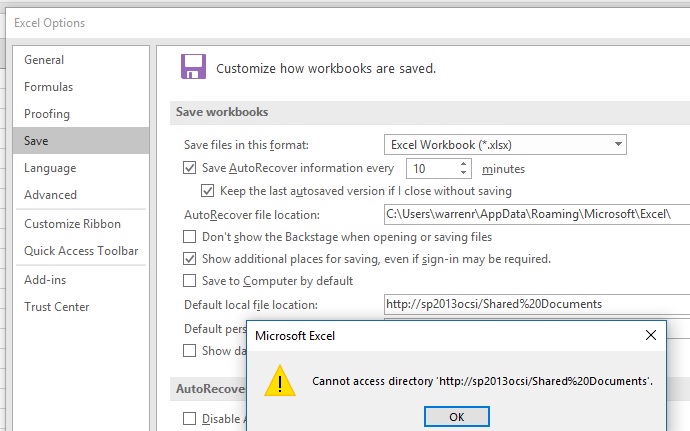 Excel Options
General
Formulas
Proofing
Save
Language
Advanced
Customize Ribbon
Quick Access Toolbar
Add-ins
Trust Center
Customize how workbooks are saved.
Save workbooks
Save files in this format: Excel Workbook (*.xlsx)
Save AutoRecover information every 10 minutes
Keep the last autosaved version if I close without saving
AutoRecover file location: C:\Users\warrenr\AppData\Roaming\Microsoft\Excel\
Don't show the Backstage when opening or saving files
Show additional places for saving, even if sign-in may be required.
Save to Computer by default
Default local file location: http://sp2013ocsi/Shared%20Documents
Default pers
Show da
AutoRecove
Disable A
Microsoft Excel
Cannot access directory 'http://sp2013ocsi/Shared%20Documents'.
OK